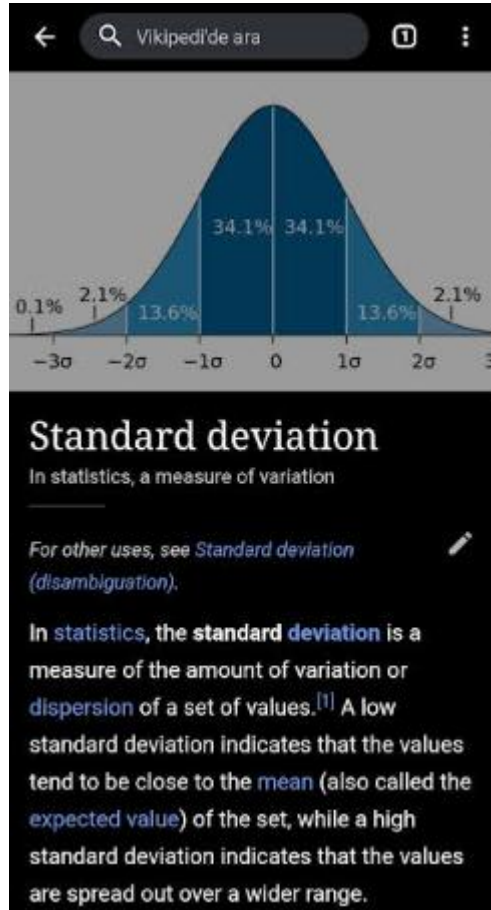 Vikipedi'de ara
1
34.1% 34.1%
0.1% 2.1% 13.6% 13.6% 2.1%
−3σ −2σ −1σ 0 1σ 2σ 3
Standard deviation
In statistics, a measure of variation
For other uses, see Standard deviation
(disambiguation).
In statistics, the standard deviation is a
measure of the amount of variation or
dispersion of a set of values.[1] A low
standard deviation indicates that the values
tend to be close to the mean (also called the
expected value) of the set, while a high
standard deviation indicates that the values
are spread out over a wider range.